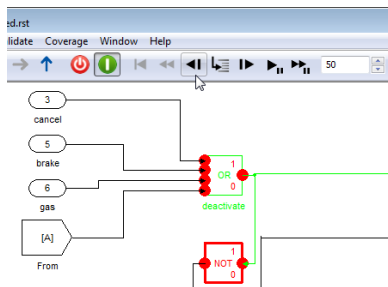 ed.rst
lidate Coverage Window Help
50
3
cancel
5
brake
6
gas
[A]
From
1
OR
0
deactivate
1
NOT
0